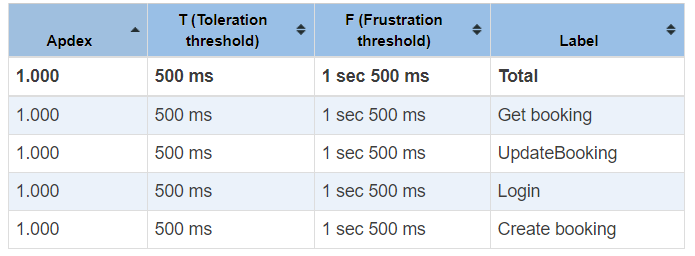 Apdex T (Toleration threshold) F (Frustration threshold) Label
1.000 500 ms 1 sec 500 ms Total
1.000 500 ms 1 sec 500 ms Get booking
1.000 500 ms 1 sec 500 ms UpdateBooking
1.000 500 ms 1 sec 500 ms Login
1.000 500 ms 1 sec 500 ms Create booking